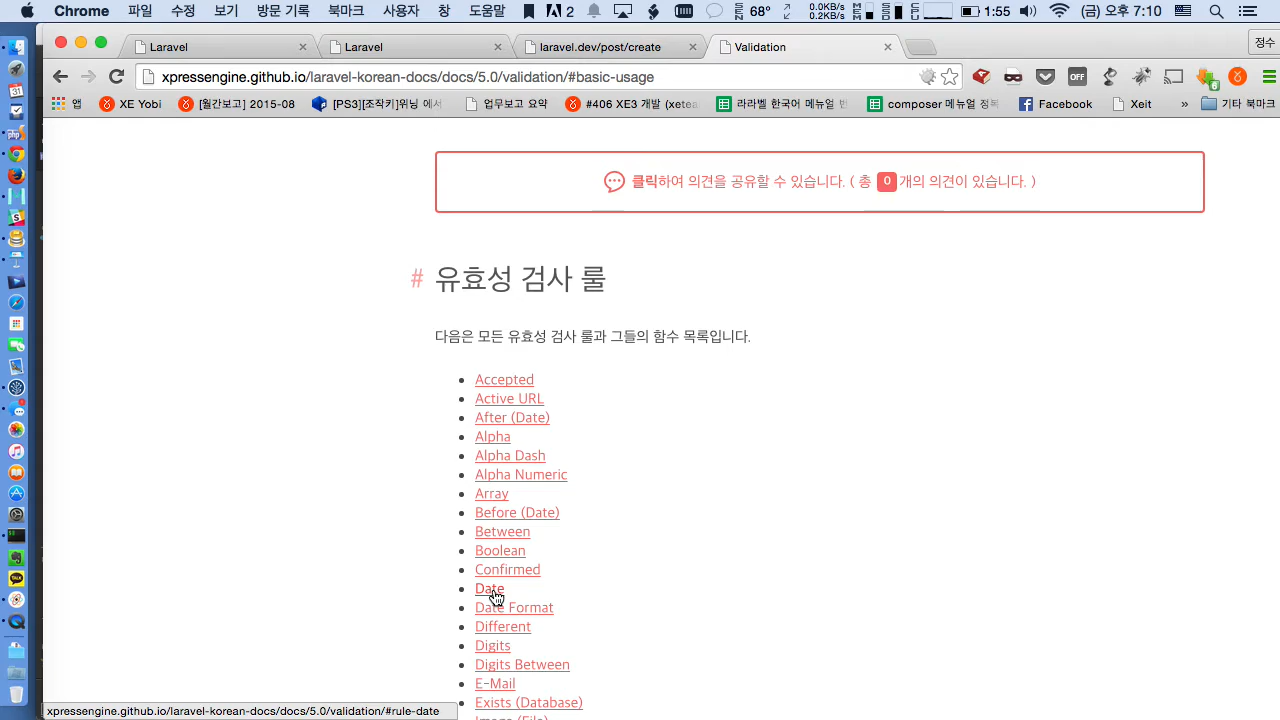 Chrome 파일 수정 보기 방문 기록 북마크 사용자 창 도움말 2 68° 0.0KB/s 0.2KB/s 1:55 (금) 오후 7:10
Laravel Laravel laravel.dev/post/create Validation 정수
xpressengine.github.io/laravel-korean-docs/docs/5.0/validation/#basic-usage OFF 6
앱 XE Yobi [월간보고] 2015-08 [PS3][조작키]위닝 에서 업무보고 요약 #406 XE3 개발 (xetea 라라벨 한국어 메뉴얼 번 composer 메뉴얼 정목 Facebook Xeit » 기타 북마크
클릭하여 의견을 공유할 수 있습니다. ( 총 0 개의 의견이 있습니다. )
# 유효성 검사 룰
다음은 모든 유효성 검사 룰과 그들의 함수 목록입니다.
Accepted
Active URL
After (Date)
Alpha
Alpha Dash
Alpha Numeric
Array
Before (Date)
Between
Boolean
Confirmed
Date
Date Format
Different
Digits
Digits Between
E-Mail
Exists (Database)
Image (File)
xpressengine.github.io/laravel-korean-docs/docs/5.0/validation/#rule-date